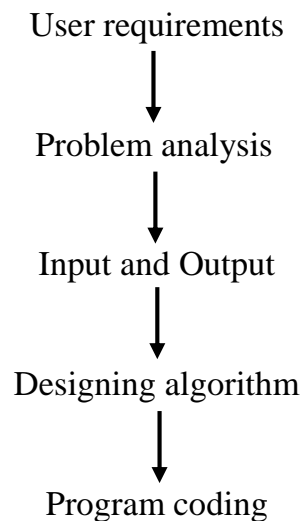 User requirements
Problem analysis
Input and Output
Designing algorithm
Program coding